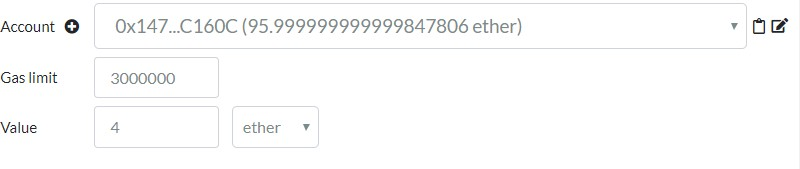 Account 0x147...C160C (95.999999999999847806 ether)
Gas limit 3000000
Value 4 ether